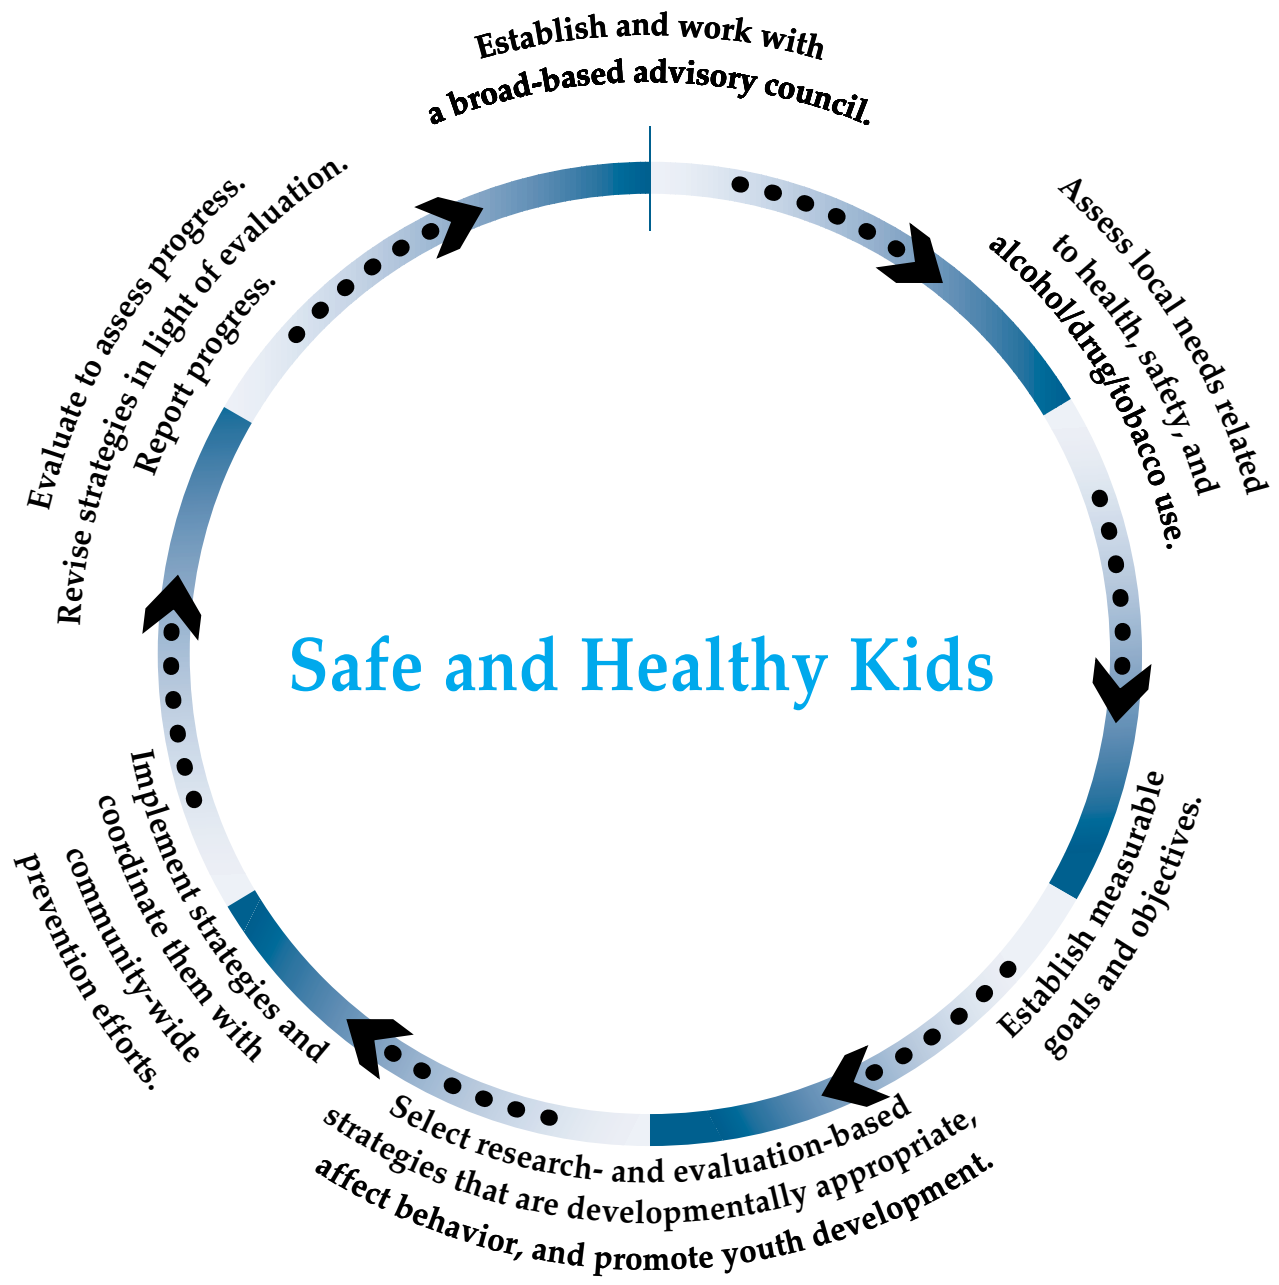 Establish and work with
a broad-based advisory council.
Assess local needs related
to health, safety, and
alcohol/drug/tobacco use.
Establish measurable
goals and objectives.
Select research- and evaluation-based
strategies that are developmentally appropriate,
affect behavior, and promote youth development.
Implement strategies and
coordinate them with
community-wide
prevention efforts.
Evaluate to assess progress.
Revise strategies in light of evaluation.
Report progress.
Safe and Healthy Kids